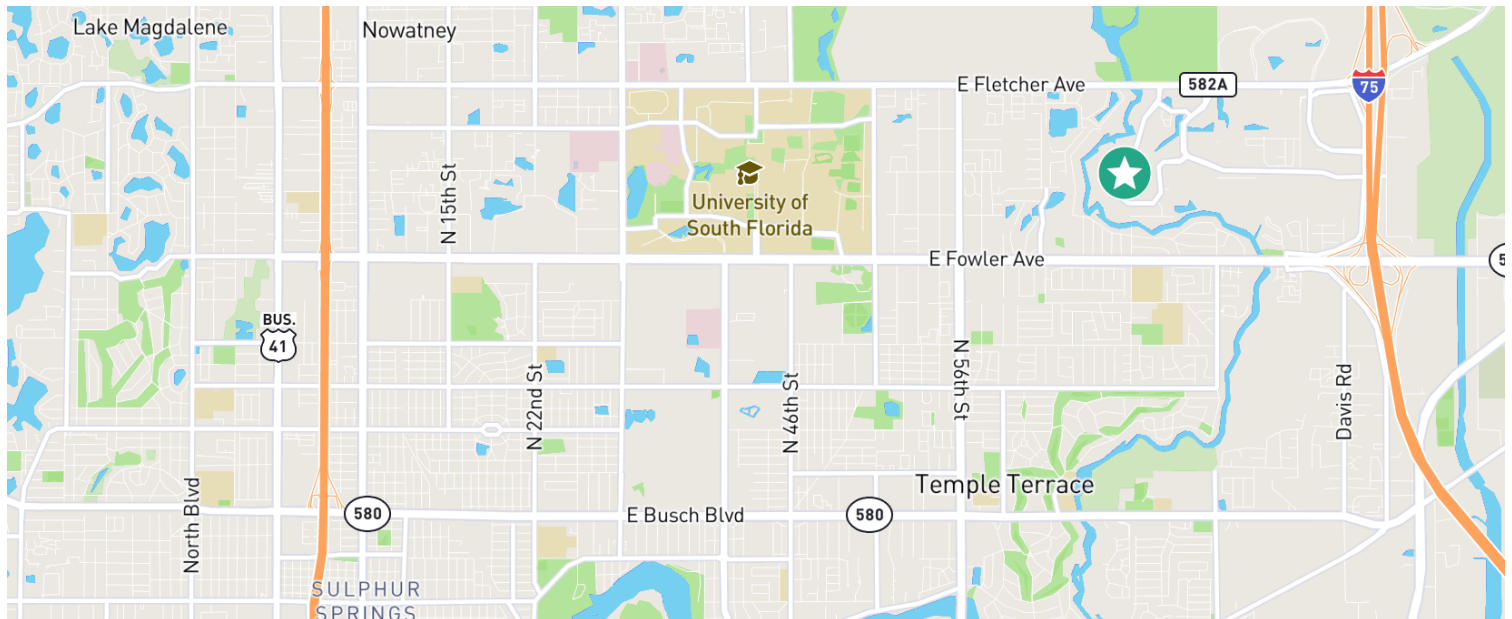 Lake Magdalene
Nowatney
E Fletcher Ave
582A
75
N 15th St
University of
South Florida
E Fowler Ave
BUS.
41
N 22nd St
N 46th St
N 56th St
Davis Rd
North Blvd
580
E Busch Blvd
580
Temple Terrace
SULPHUR
SPRINGS